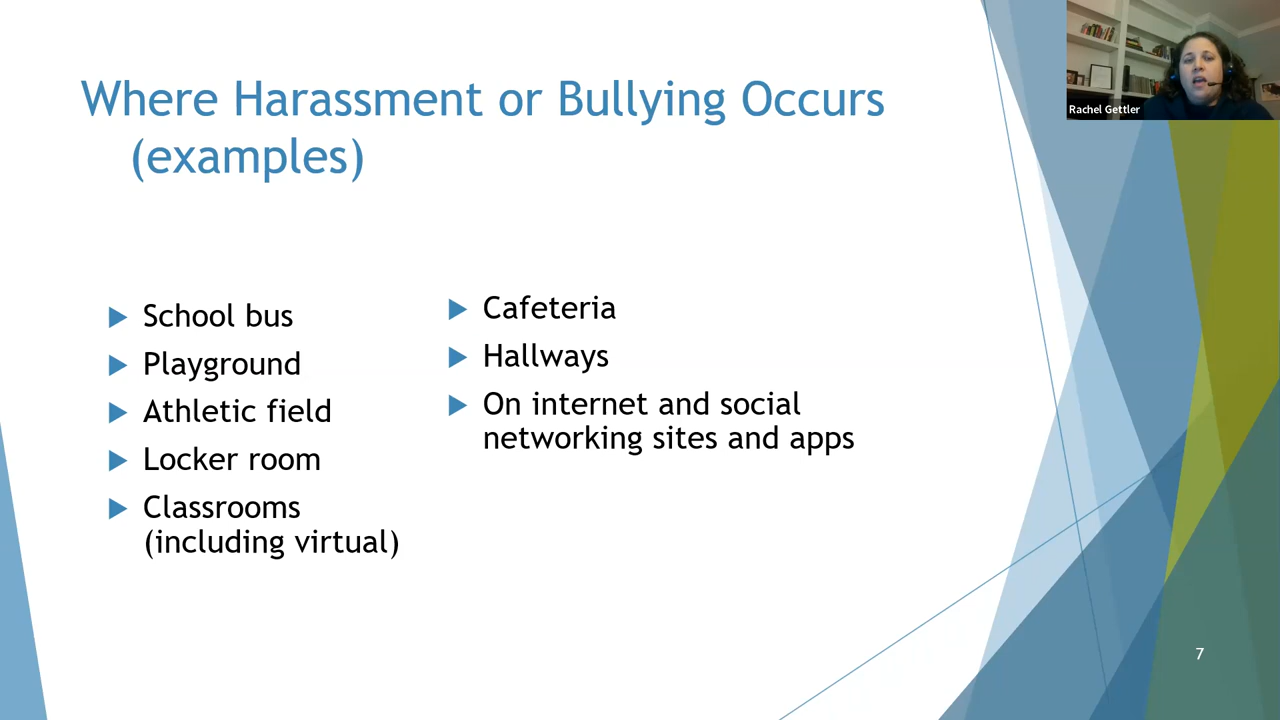 Where Harassment or Bullying Occurs
(examples)
School bus
Playground
Athletic field
Locker room
Classrooms
(including virtual)
Cafeteria
Hallways
On internet and social
networking sites and apps
Rachel Gettler
7